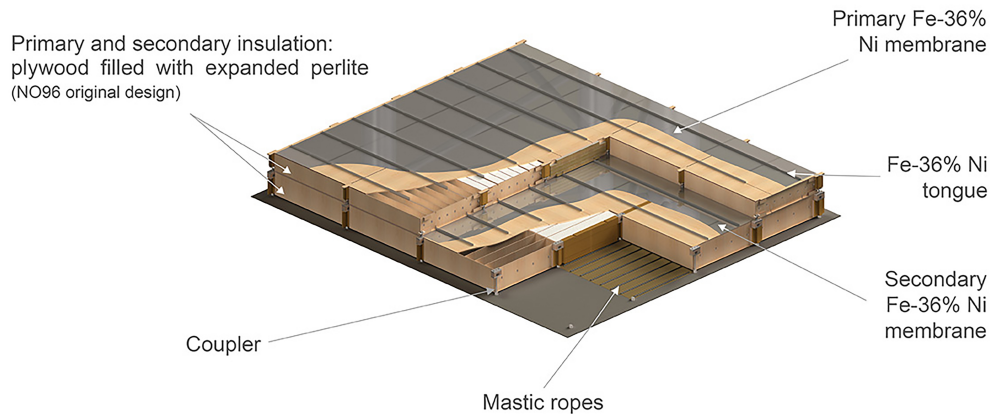 Primary and secondary insulation:
plywood filled with expanded perlite
(NO96 original design)
Primary Fe-36%
Ni membrane
Fe-36% Ni
tongue
Secondary
Fe-36% Ni
membrane
Coupler
Mastic ropes